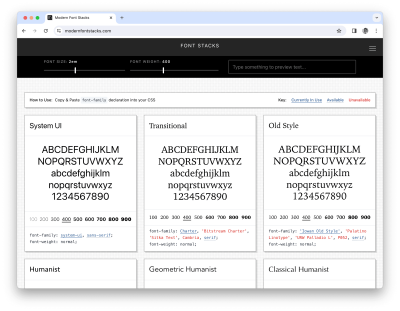 Modern Font Stacks
modernfontstacks.com
FONT STACKS
FONT SIZE: 2em
FONT WEIGHT: 400
Type something to preview text...
How to Use: Copy & Paste font-family declaration into your CSS.
Key: Currently in Use Available Unavailable
System UI
ABCDEFGHIJKLM
NOPQRSTUVWXYZ
abcdefghijklm
nopqrstuvwxyz
1234567890
100 200 300 400 500 600 700 800 900
font-family: system-ui, sans-serif;
font-weight: normal;
Transitional
ABCDEFGHIJKLM
NOPQRSTUVWXYZ
abcdefghijklm
nopqrstuvwxyz
1234567890
100 200 300 400 500 600 700 800 900
font-family: Charter, 'Bitstream Charter',
'Sitka Text', Cambria, serif;
font-weight: normal;
Old Style
ABCDEFGHIJKLM
NOPQRSTUVWXYZ
abcdefghijklm
nopqrstuvwxyz
1234567890
100 200 300 400 500 600 700 800 900
font-family: 'Iowan Old Style', 'Palatino
Linotype', 'URW Palladio L', P052, serif;
font-weight: normal;
Humanist
Geometric Humanist
Classical Humanist